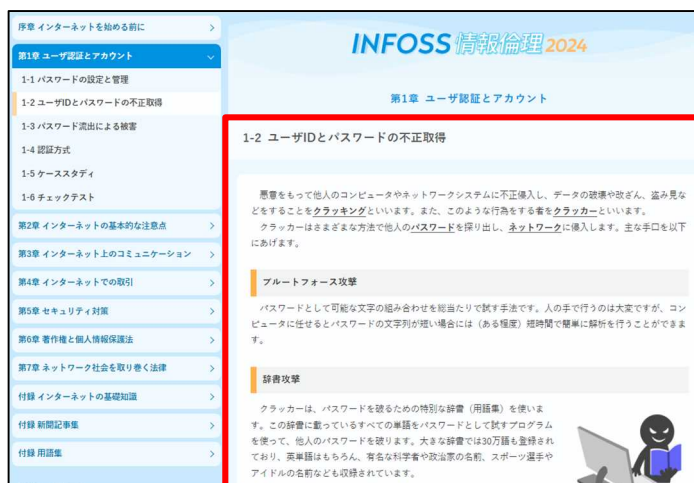 序章 インターネットを始める前に
第1章 ユーザ認証とアカウント
1-1 パスワードの設定と管理
1-2 ユーザIDとパスワードの不正取得
1-3 パスワード流出による被害
1-4 認証方式
1-5 ケーススタディ
1-6 チェックテスト
第2章 インターネットの基本的な注意点
第3章 インターネット上のコミュニケーション
第4章 インターネットでの取引
第5章 セキュリティ対策
第6章 著作権と個人情報保護法
第7章 ネットワーク社会を取り巻く法律
付録 インターネットの基礎知識
付録 新聞記事集
付録 用語集
INFOSS 情報倫理 2024
第1章 ユーザ認証とアカウント
1-2 ユーザIDとパスワードの不正取得
悪意をもって他人のコンピュータやネットワークシステムに不正侵入し、データの破壊や改ざん、盗み見な
どをすることをクラッキングといいます。また、このような行為をする者をクラッカーといいます。
クラッカーはさまざまな方法で他人のパスワードを探り出し、ネットワークに侵入します。主な手口を以下
にあげます。
ブルートフォース攻撃
パスワードとして可能な文字の組み合わせを総当たりで試す手法です。人の手で行うのは大変ですが、コン
ピュータに任せるとパスワードの文字列が短い場合には（ある程度）短時間で簡単に解析を行うことができま
す。
辞書攻撃
クラッカーは、パスワードを破るための特別な辞書（用語集）を使いま
す。この辞書に載っているすべての単語をパスワードとして試すプログラム
を使って、他人のパスワードを破ります。大きな辞書では30万語も登録され
ており、英単語はもちろん、有名な科学者や政治家の名前、スポーツ選手や
アイドルの名前なども収録されています。